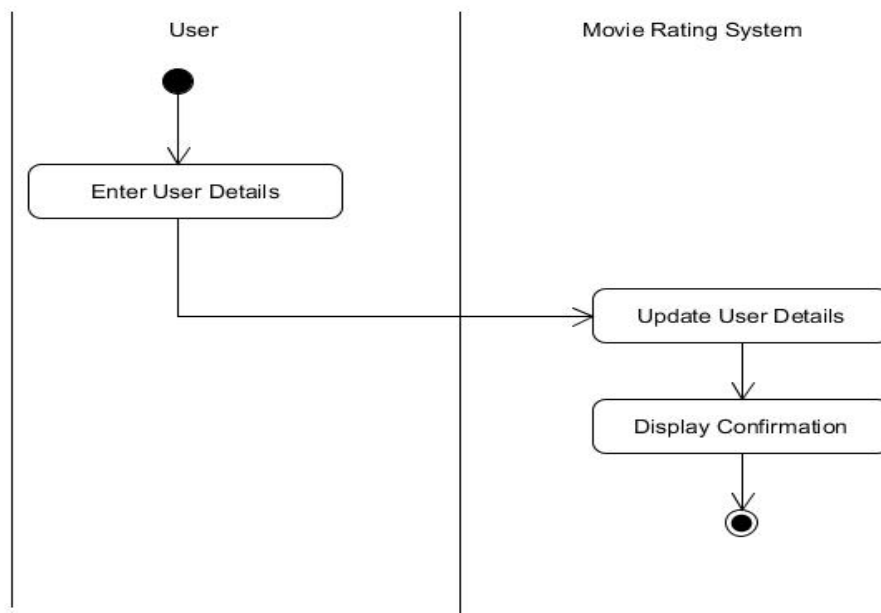 User
Movie Rating System
Enter User Details
Update User Details
Display Confirmation